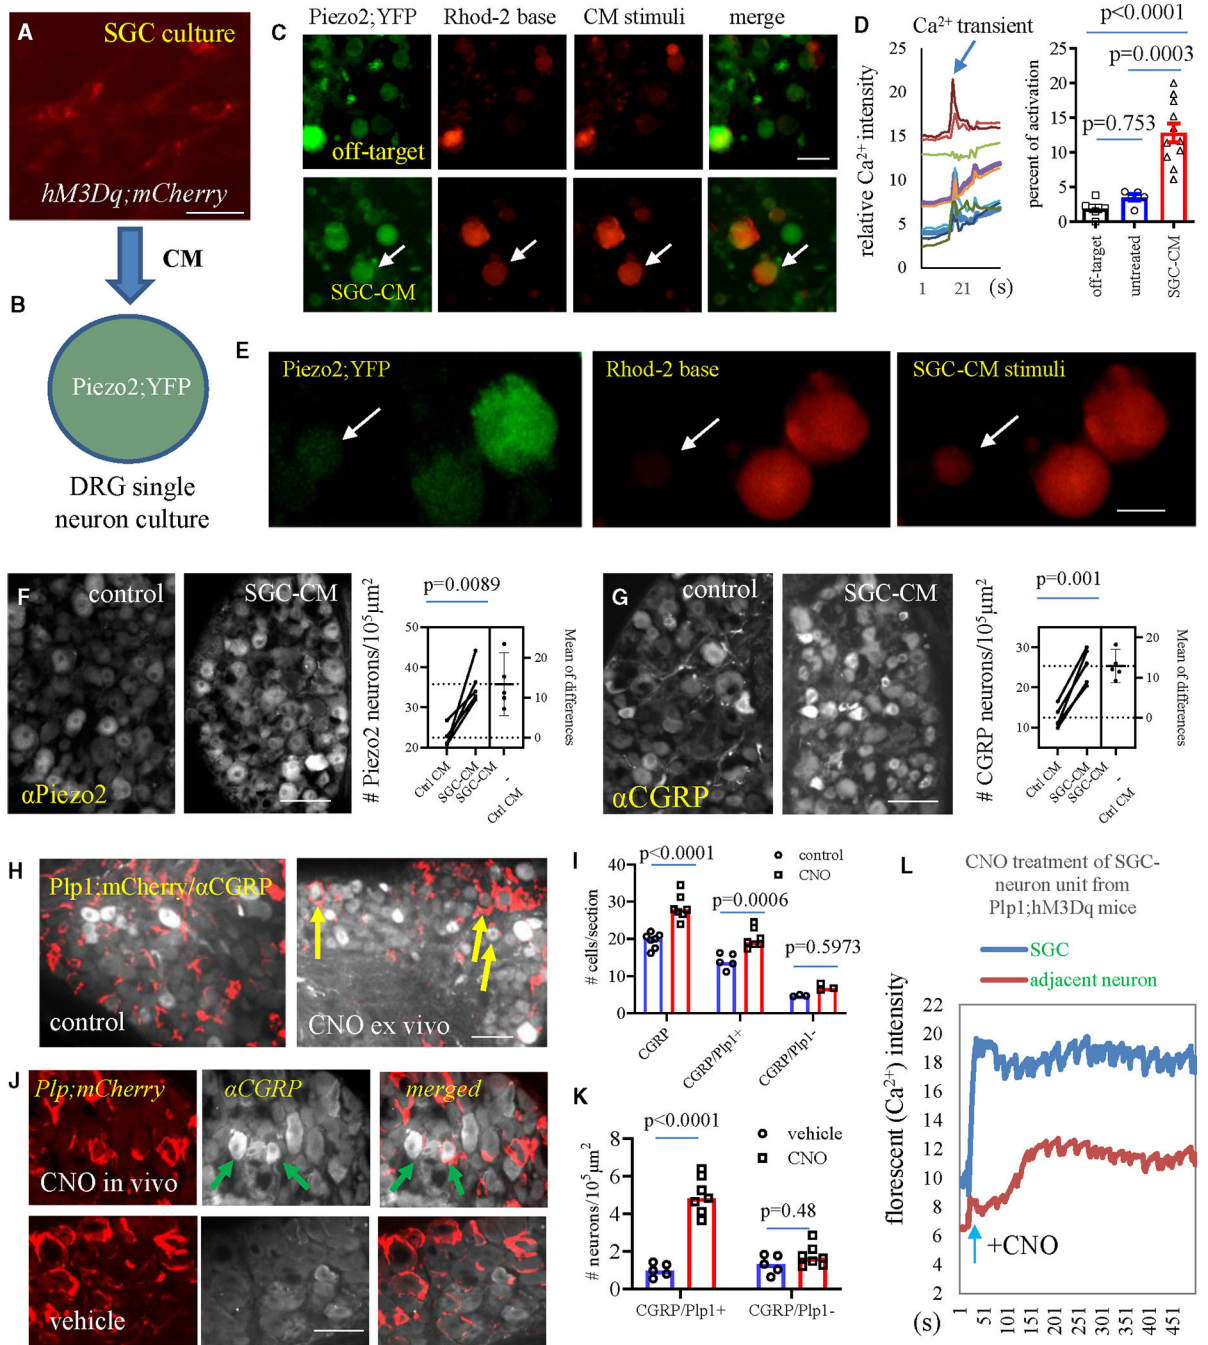 A
SGC culture
hM3Dq;mCherry
CM
B
Piezo2;YFP
DRG single
neuron culture
C
Piezo2;YFP Rhod-2 base CM stimuli merge
off-target
SGC-CM
D
Ca²⁺ transient
relative Ca²⁺ intensity
25
20
15
10
5
0
1 21 (s)
p<0.0001
p=0.0003
p=0.753
percent of activation
25
20
15
10
5
0
off-target
untreated
SGC-CM
E
Piezo2;YFP
Rhod-2 base
SGC-CM stimuli
F
control
SGC-CM
αPiezo2
p=0.0089
# Piezo2 neurons/10⁵μm²
50
40
30
20
20
10
0
Mean of differences
Ctrl CM
SGC-CM
SGC-CM
-
Ctrl CM
G
control
SGC-CM
αCGRP
p=0.001
# CGRP neurons/10⁵μm²
30
20
10
20
10
0
Mean of differences
Ctrl CM
SGC-CM
SGC-CM
-
Ctrl CM
H
Plp1;mCherry/αCGRP
control
CNO ex vivo
I
p<0.0001
p=0.0006
p=0.5973
control
CNO
# cells/section
40
30
20
10
0
CGRP
CGRP/Plp1+
CGRP/Plp1-
J
Plp;mCherry
αCGRP
merged
CNO in vivo
vehicle
K
p<0.0001
p=0.48
vehicle
CNO
# neurons/10⁵μm²
8
6
4
2
0
CGRP/Plp1+
CGRP/Plp1-
L
CNO treatment of SGC-
neuron unit from
Plp1;hM3Dq mice
SGC
adjacent neuron
florescent (Ca²⁺) intensity
22
20
18
16
14
12
10
8
6
4
2
+CNO
(s)
1
51
101
151
201
251
301
351
401
451